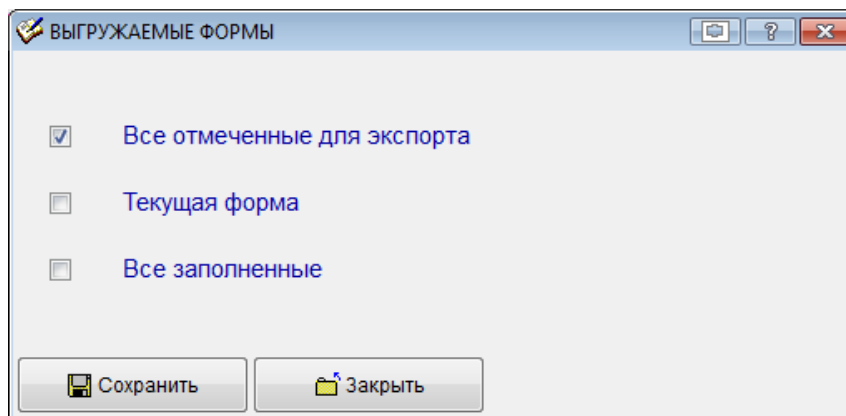 ВЫГРУЖАЕМЫЕ ФОРМЫ
Все отмеченные для экспорта
Текущая форма
Все заполненные
Сохранить Закрыть